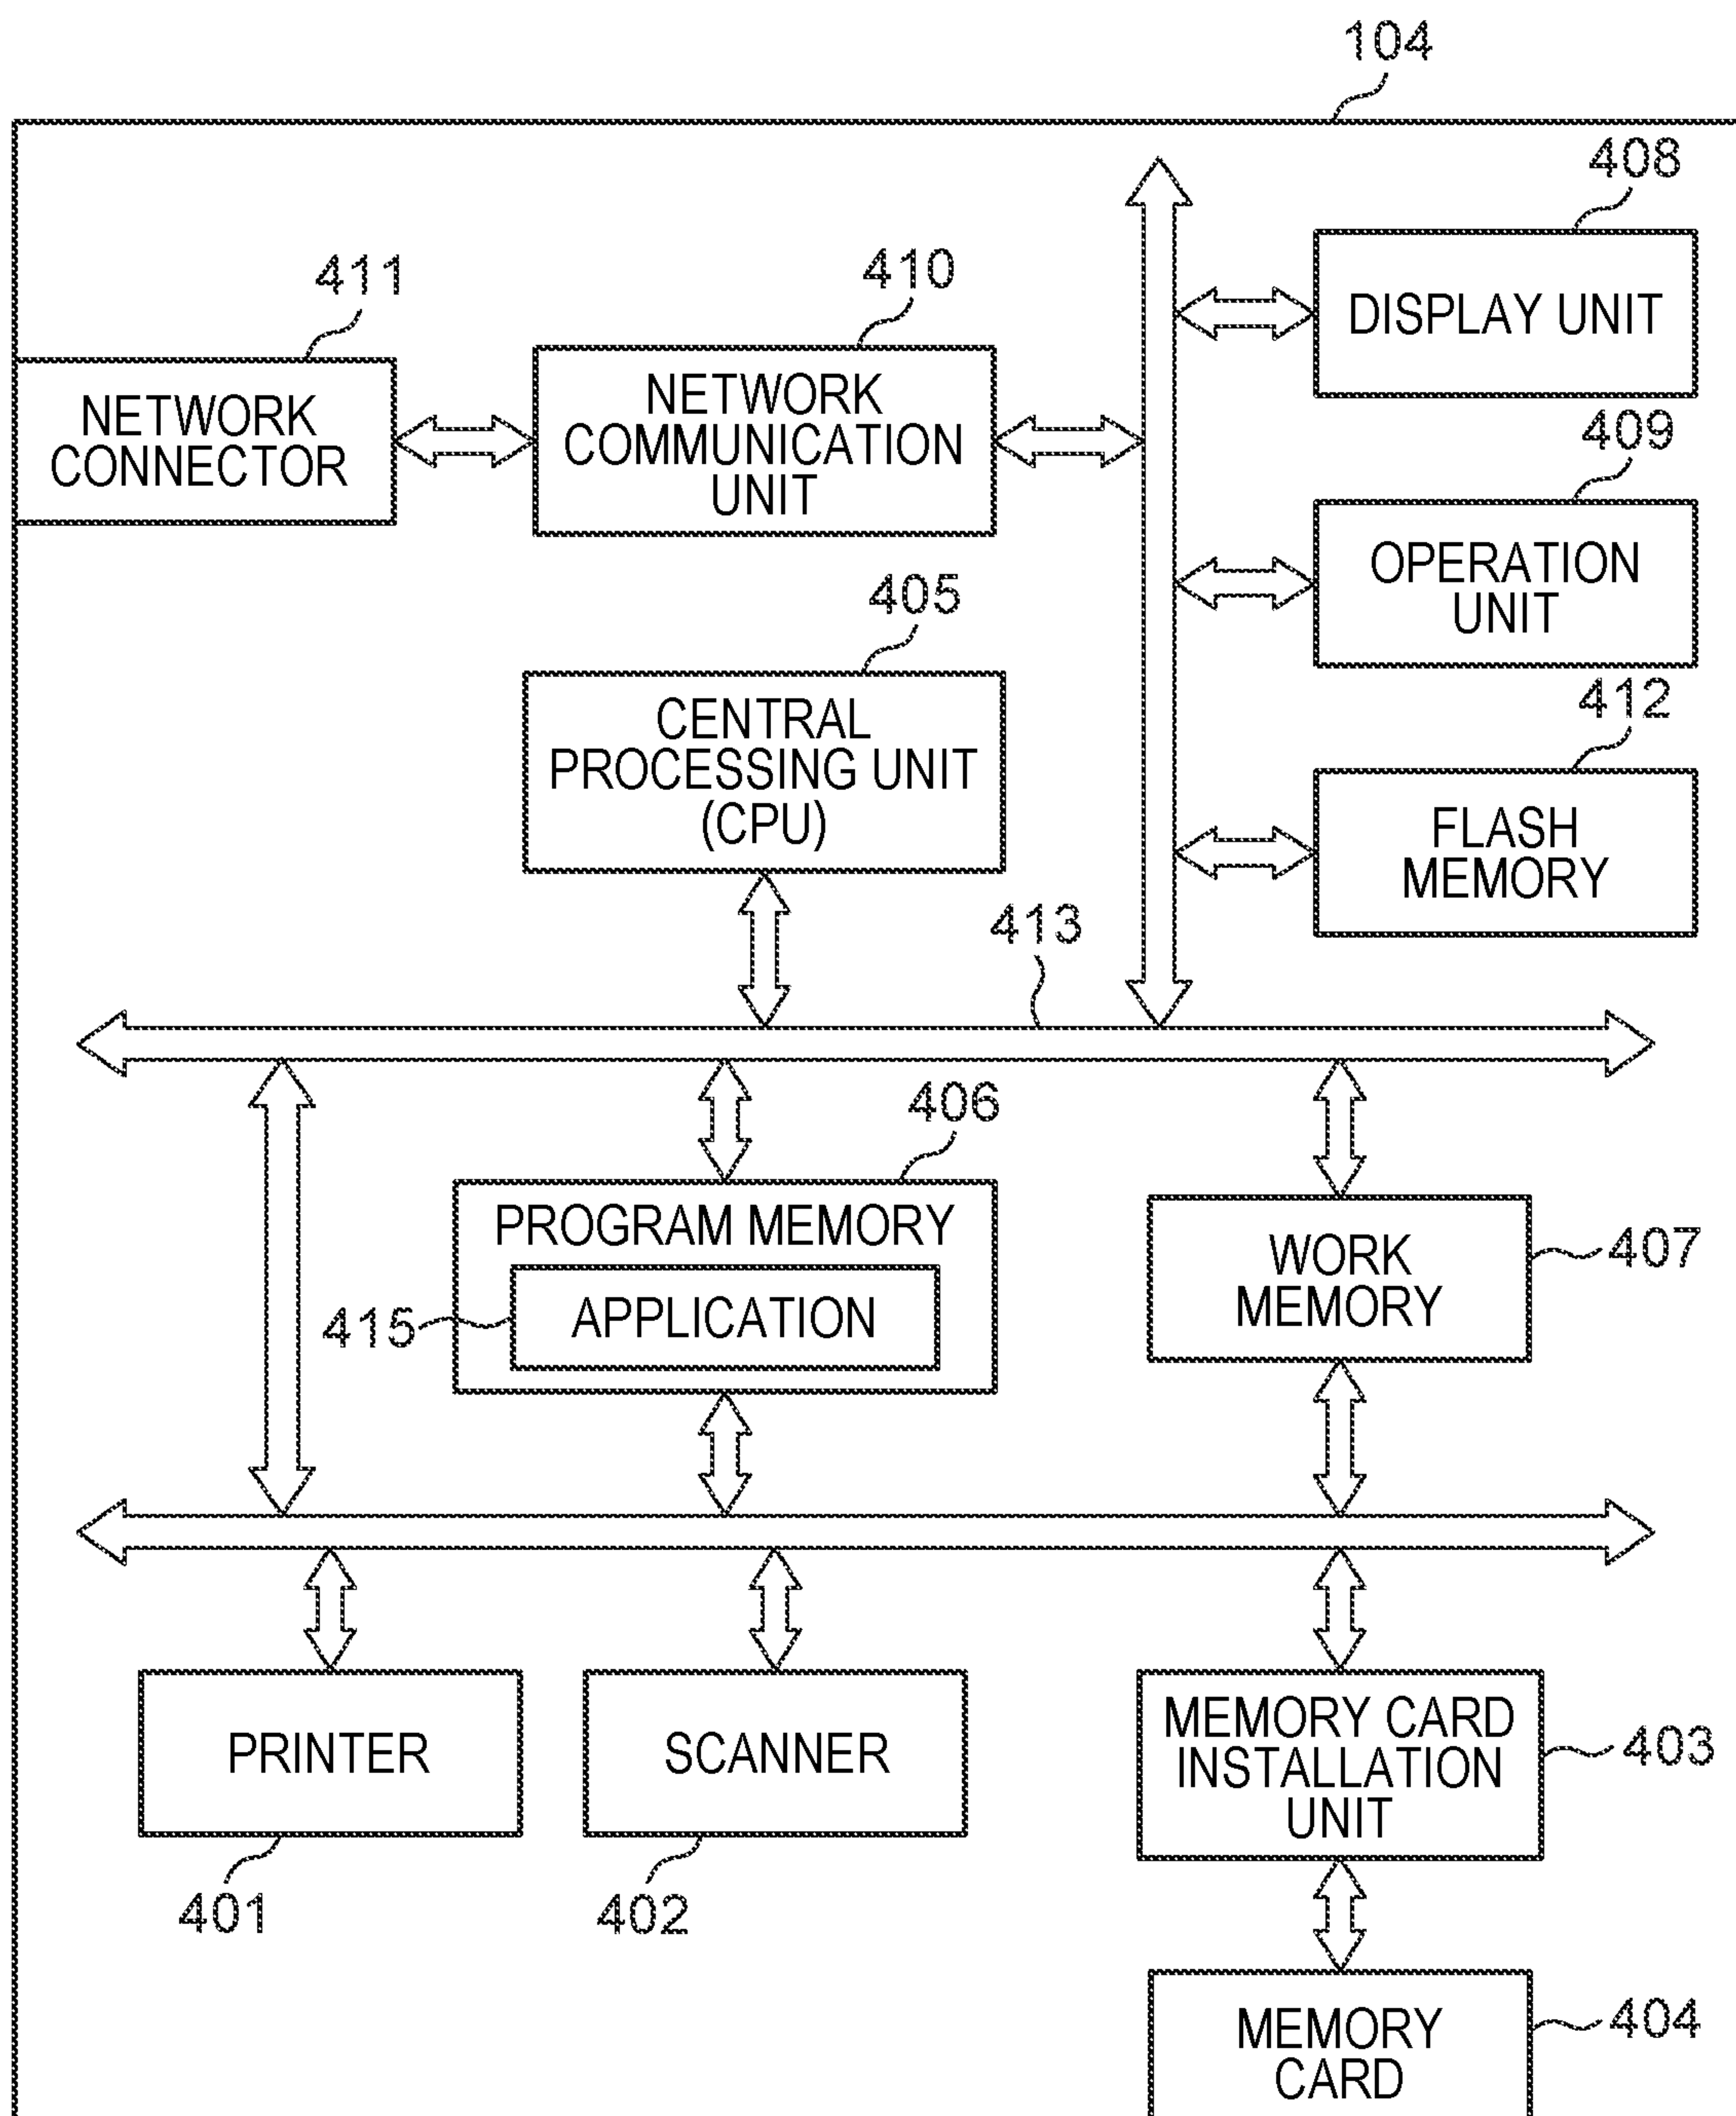 104
408
DISPLAY UNIT
411
410
NETWORK
CONNECTOR
NETWORK
COMMUNICATION
UNIT
409
OPERATION
UNIT
405
CENTRAL
PROCESSING UNIT
(CPU)
412
FLASH
MEMORY
413
406
PROGRAM MEMORY
415
APPLICATION
WORK
MEMORY
407
PRINTER
401
SCANNER
402
MEMORY CARD
INSTALLATION
UNIT
403
MEMORY
CARD
404